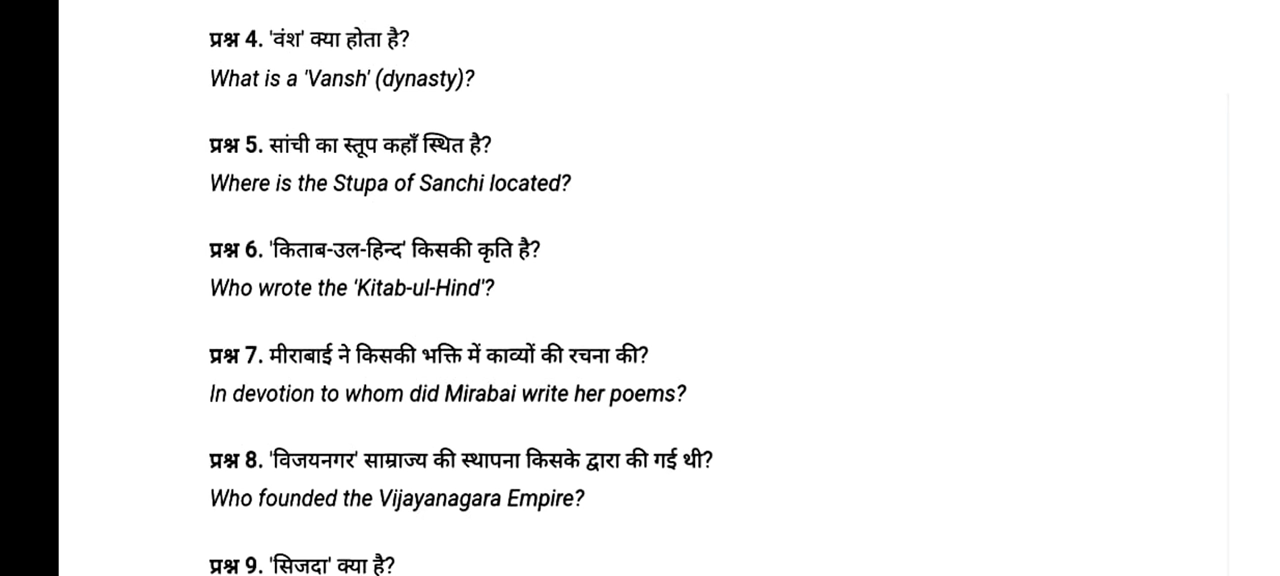 प्रश्न 4. 'वंश' क्या होता है?
What is a 'Vansh' (dynasty)?
प्रश्न 5. सांची का स्तूप कहाँ स्थित है?
Where is the Stupa of Sanchi located?
प्रश्न 6. 'किताब-उल-हिन्द' किसकी कृति है?
Who wrote the 'Kitab-ul-Hind'?
प्रश्न 7. मीराबाई ने किसकी भक्ति में काव्यों की रचना की?
In devotion to whom did Mirabai write her poems?
प्रश्न 8. 'विजयनगर' साम्राज्य की स्थापना किसके द्वारा की गई थी?
Who founded the Vijayanagara Empire?
प्रश्न 9. 'सिजदा' क्या है?